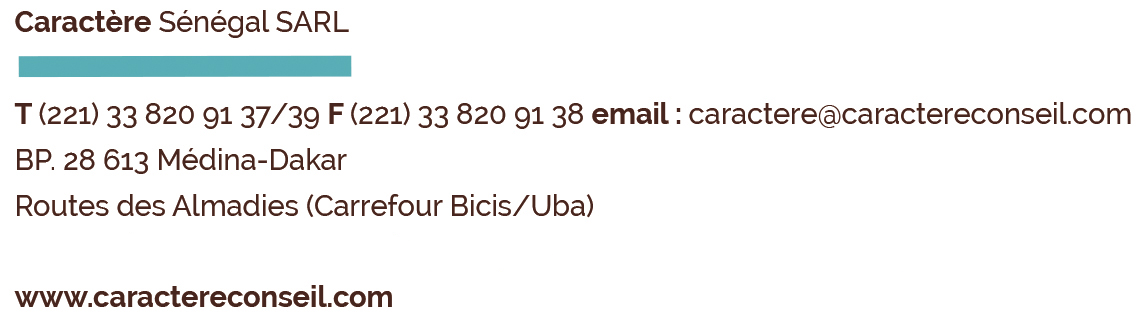 Caractère Sénégal SARL
T (221) 33 820 91 37/39 F (221) 33 820 91 38 email : caractere@caractereconseil.com
BP. 28 613 Médina-Dakar
Routes des Almadies (Carrefour Bicis/Uba)
www.caractereconseil.com